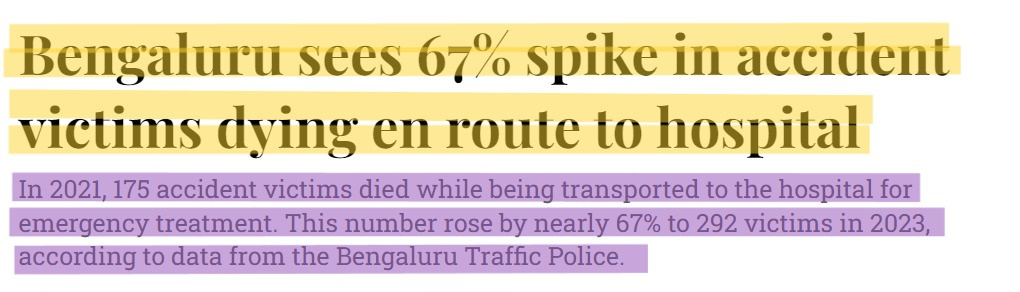 Bengaluru sees 67% spike in accident
victims dying en route to hospital
In 2021, 175 accident victims died while being transported to the hospital for
emergency treatment. This number rose by nearly 67% to 292 victims in 2023,
according to data from the Bengaluru Traffic Police.